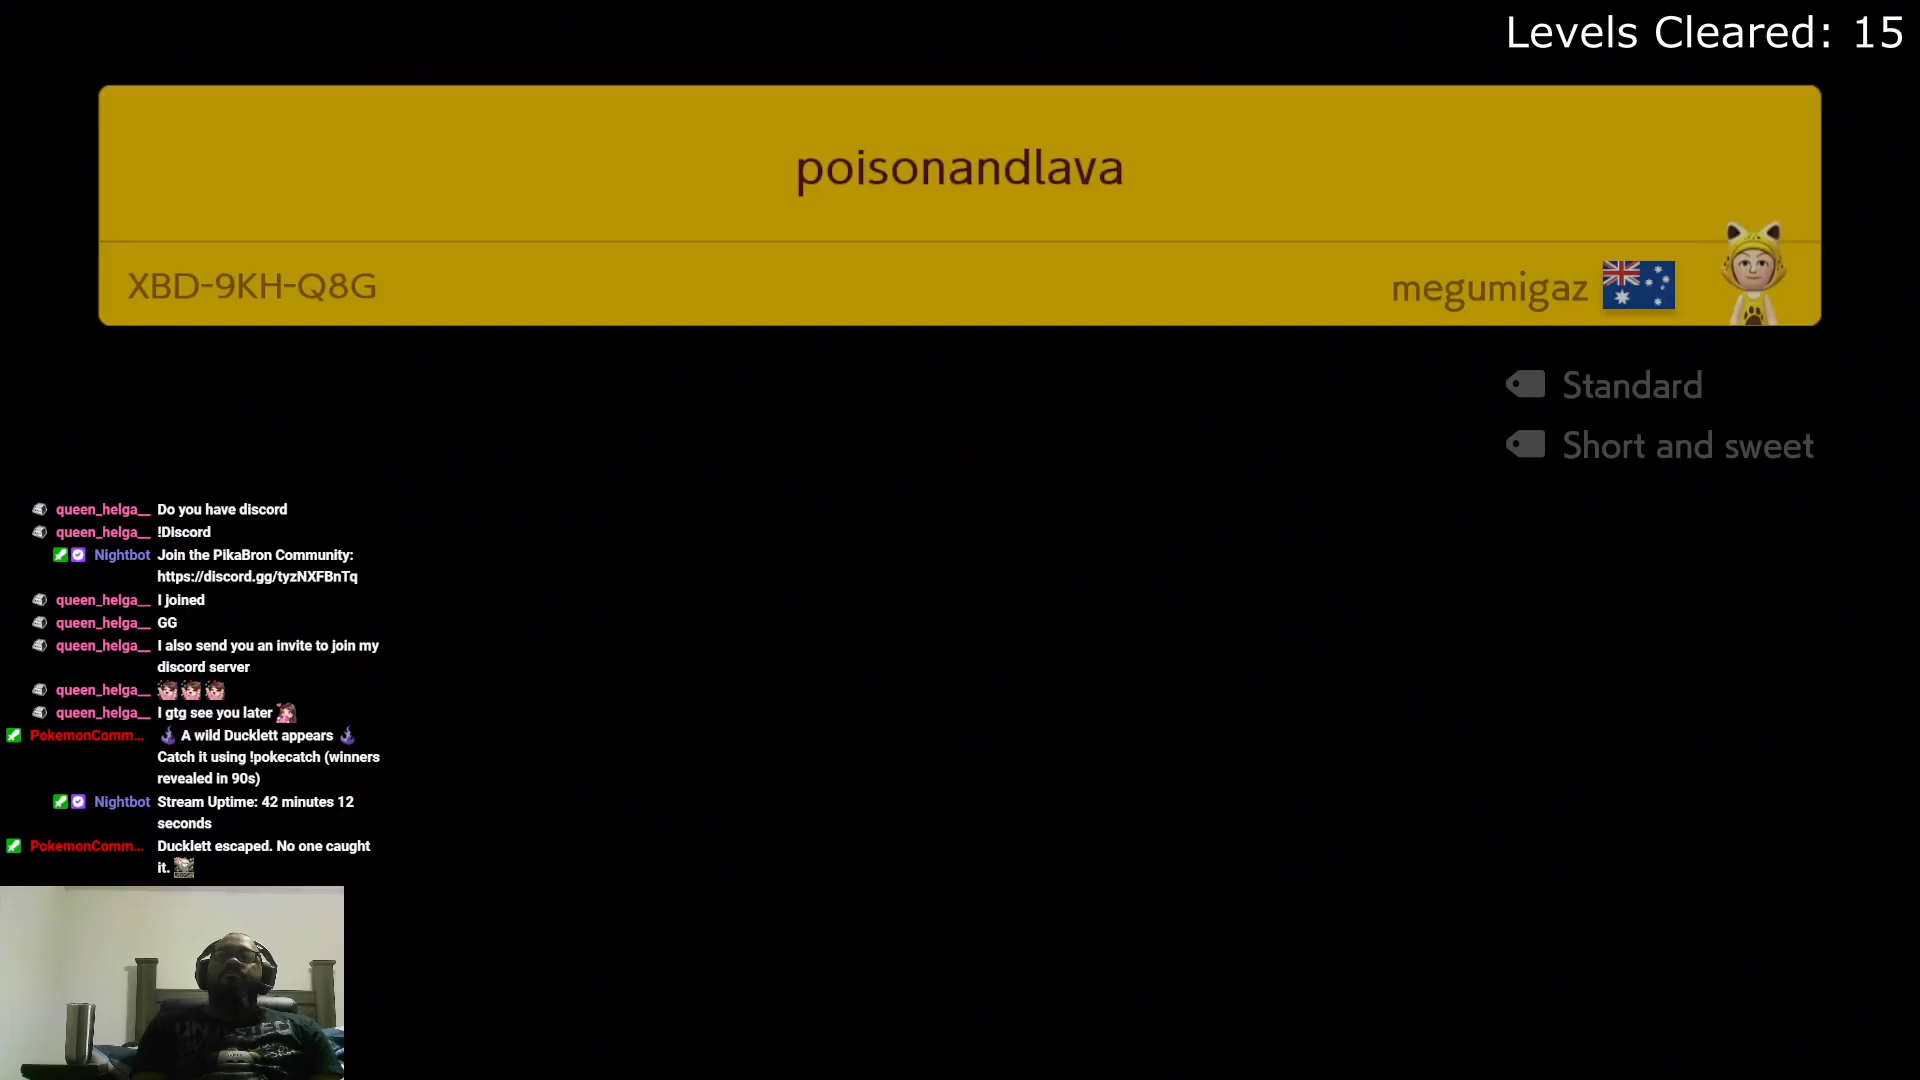 Levels Cleared: 15
poisonandlava
XBD-9KH-Q8G
megumigaz
Standard
Short and sweet
queen_helga__ Do you have discord
queen_helga__ !Discord
Nightbot Join the PikaBron Community:
https://discord.gg/tyzNXFBnTq
queen_helga__ I joined
queen_helga__ GG
queen_helga__ I also send you an invite to join my
discord server
queen_helga__
queen_helga__ I gtg see you later
PokemonComm... A wild Ducklett appears
Catch it using !pokecatch (winners
revealed in 90s)
Nightbot Stream Uptime: 42 minutes 12
seconds
PokemonComm... Ducklett escaped. No one caught
it.